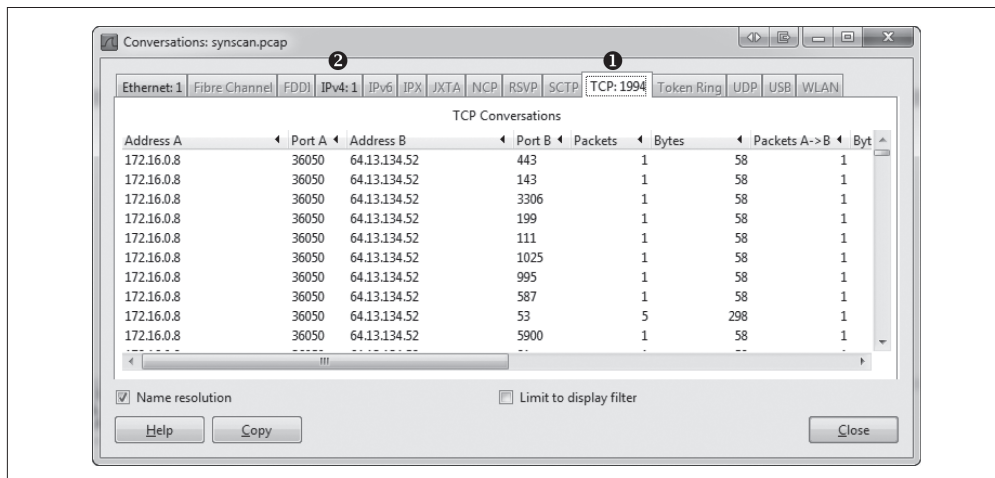 Conversations: synscan.pcap
❷ ❶
Ethernet: 1 Fibre Channel FDDI IPv4: 1 IPv6 IPX JXTA NCP RSVP SCTP TCP: 1994 Token Ring UDP USB WLAN
TCP Conversations
Address A Port A Address B Port B Packets Bytes Packets A->B Byt
172.16.0.8 36050 64.13.134.52 443 1 58 1
172.16.0.8 36050 64.13.134.52 143 1 58 1
172.16.0.8 36050 64.13.134.52 3306 1 58 1
172.16.0.8 36050 64.13.134.52 199 1 58 1
172.16.0.8 36050 64.13.134.52 111 1 58 1
172.16.0.8 36050 64.13.134.52 1025 1 58 1
172.16.0.8 36050 64.13.134.52 995 1 58 1
172.16.0.8 36050 64.13.134.52 587 1 58 1
172.16.0.8 36050 64.13.134.52 53 5 298 1
172.16.0.8 36050 64.13.134.52 5900 1 58 1
Name resolution Limit to display filter
Help Copy Close